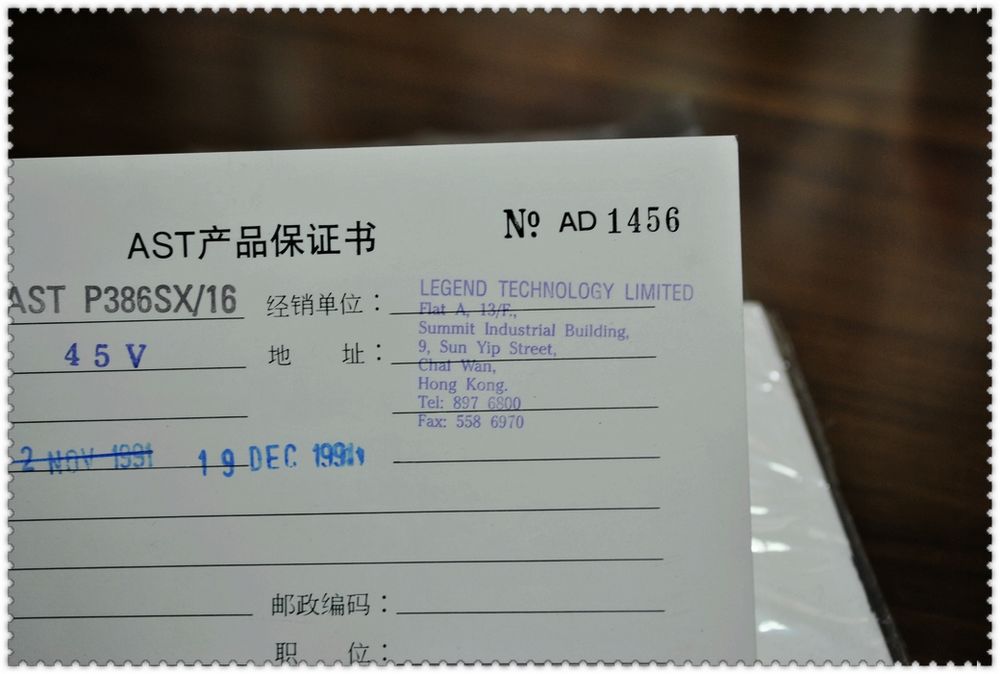 AST产品保证书
Nº AD 1456
AST P386SX/16
经销单位：
LEGEND TECHNOLOGY LIMITED
Flat A, 13/F.,
Summit Industrial Building,
9, Sun Yip Street,
Chai Wan,
Hong Kong.
Tel: 897 6800
Fax: 558 6970
45V
地 址：
2 NOV 1991
19 DEC 1991
邮政编码：
职 位：